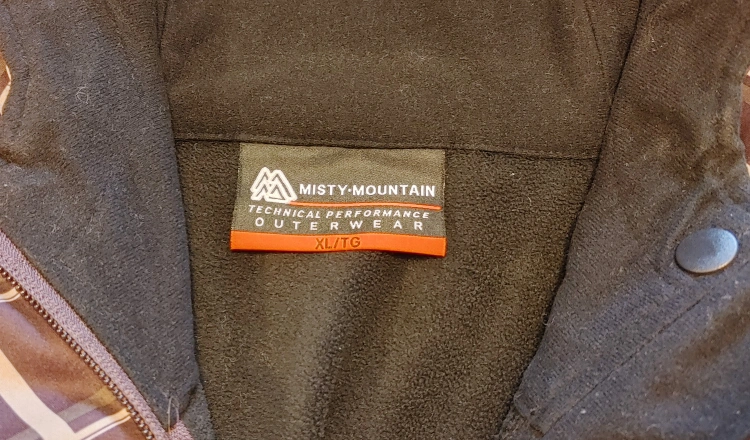 MISTY·MOUNTAIN
TECHNICAL PERFORMANCE
OUTERWEAR
XL/TG